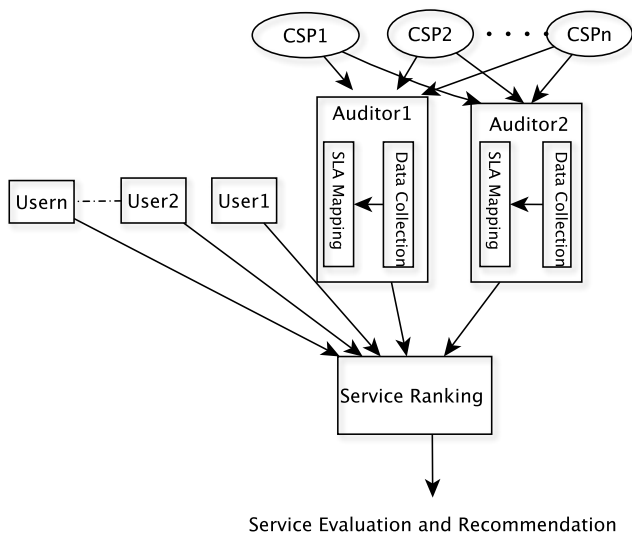 CSP1
CSP2
CSPn
Auditor1
Auditor2
SLA Mapping
Data Collection
SLA Mapping
Data Collection
Usern
User2
User1
Service Ranking
Service Evaluation and Recommendation